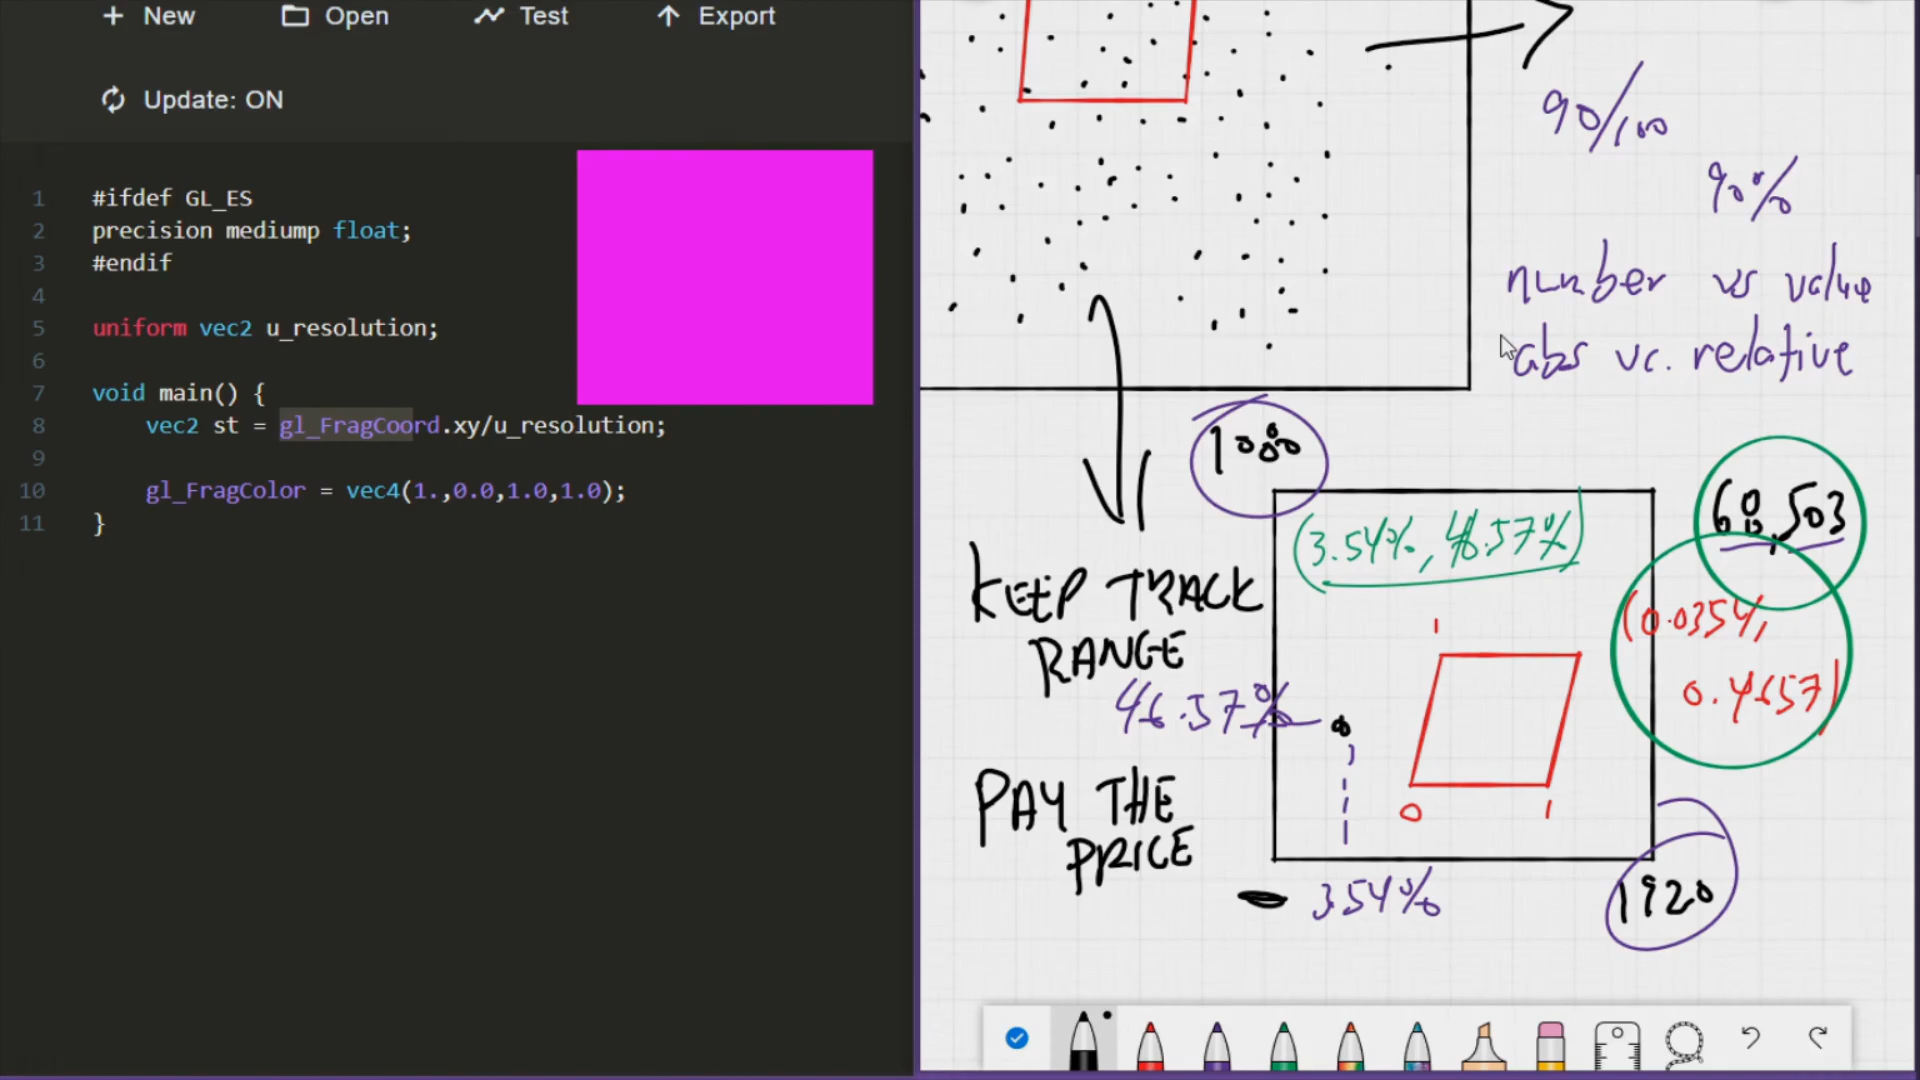 New Open Test Export
Update: ON
1 #ifdef GL_ES
2 precision mediump float;
3 #endif
4
5 uniform vec2 u_resolution;
6
7 void main() {
8 vec2 st = gl_FragCoord.xy/u_resolution;
9
10 gl_FragColor = vec4(1.,0.0,1.0,1.0);
11 }
90/100
90%
number vs value
abs vs. relative
1080
(3.54%, 46.57%)
60,503
KEEP TRACK
RANGE
(0.0354,
0.4657)
1
46.57%
0 1
PAY THE
PRICE
3.54%
1920